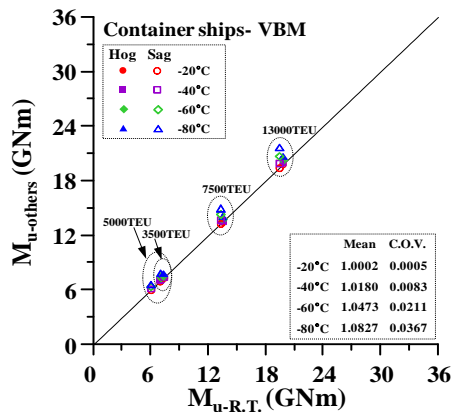 Container ships- VBM
Hog Sag
-20°C
-40°C
-60°C
-80°C
36
30
24
18
12
6
0
M_u-others (GNm)
13000TEU
7500TEU
5000TEU
3500TEU
Mean C.O.V.
-20°C 1.0002 0.0005
-40°C 1.0180 0.0083
-60°C 1.0473 0.0211
-80°C 1.0827 0.0367
0 6 12 18 24 30 36
M_u-R.T. (GNm)